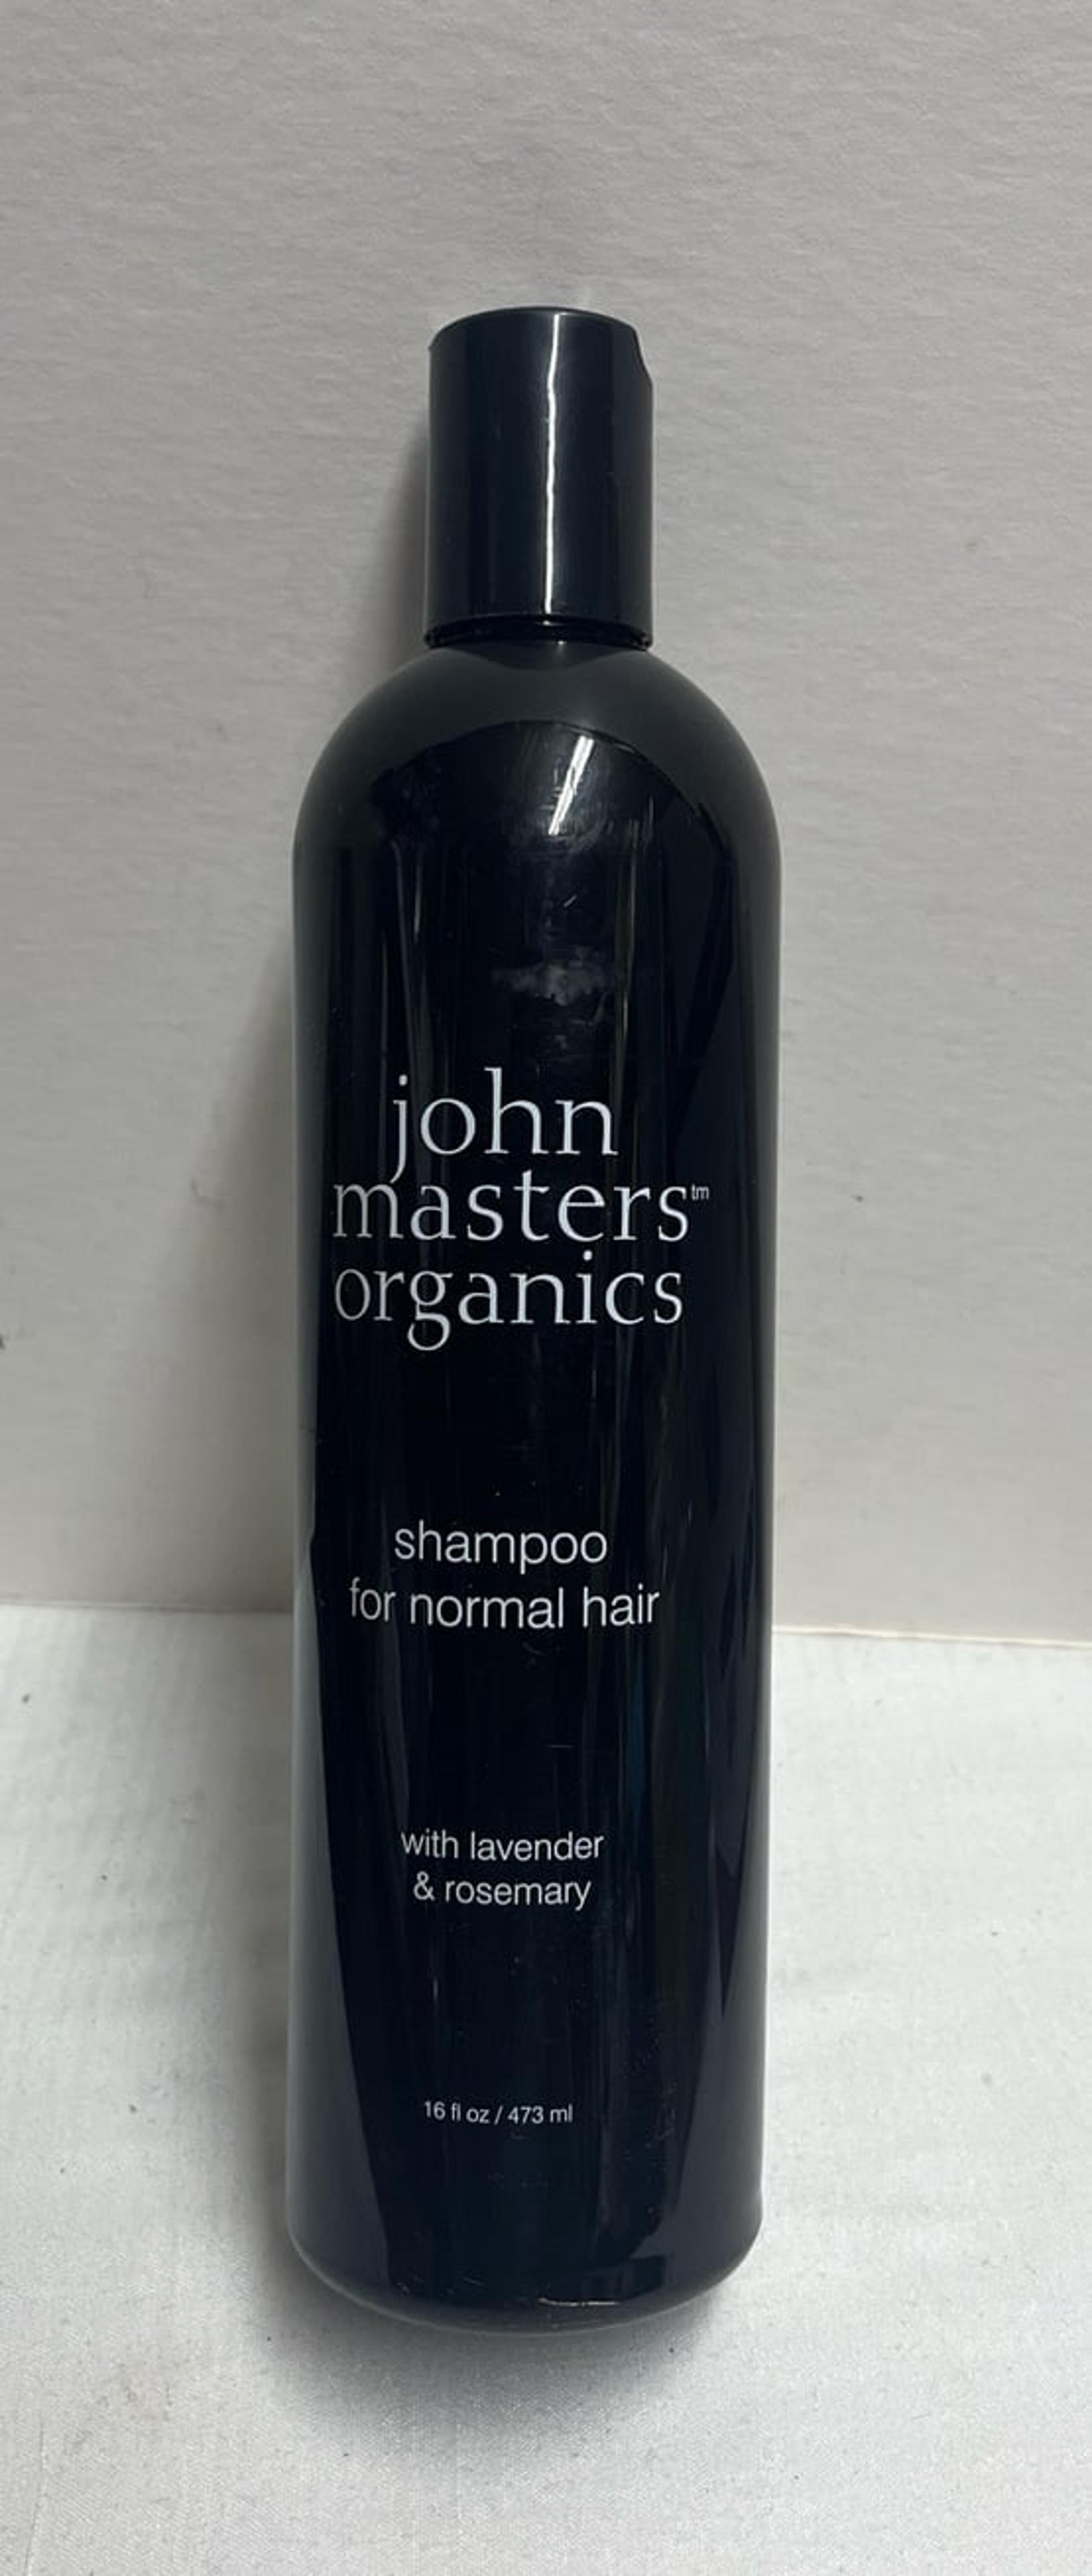 john
masters™
organics
shampoo
for normal hair
with lavender
& rosemary
16 fl oz / 473 ml